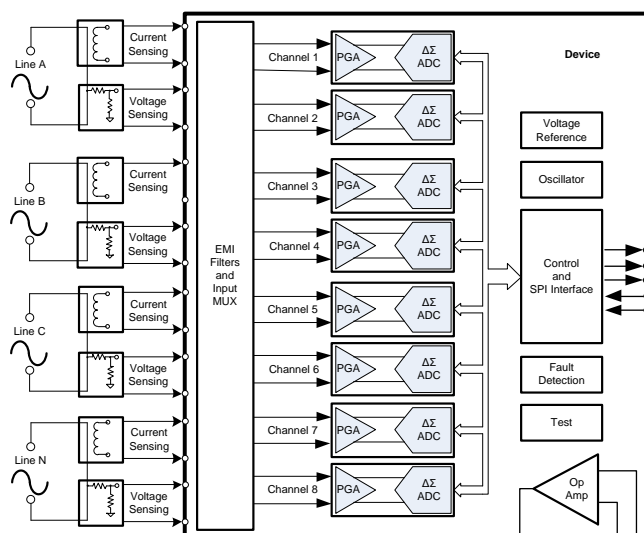 Line A
Current
Sensing
Voltage
Sensing
Line B
Current
Sensing
Voltage
Sensing
Line C
Current
Sensing
Voltage
Sensing
Line N
Current
Sensing
Voltage
Sensing
EMI
Filters
and
Input
MUX
Channel 1
PGA
ΔΣ
ADC
Channel 2
PGA
ΔΣ
ADC
Channel 3
PGA
ΔΣ
ADC
Channel 4
PGA
ΔΣ
ADC
Channel 5
PGA
ΔΣ
ADC
Channel 6
PGA
ΔΣ
ADC
Channel 7
PGA
ΔΣ
ADC
Channel 8
PGA
ΔΣ
ADC
Device
Voltage
Reference
Oscillator
Control
and
SPI Interface
Fault
Detection
Test
Op
Amp